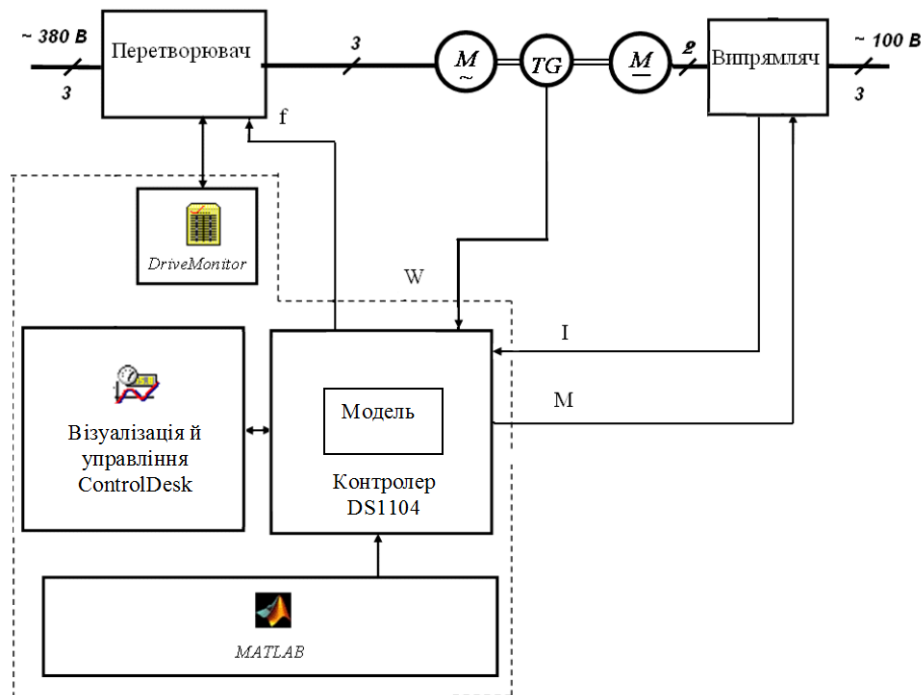 ~ 380 В
3
Перетворювач
3
M
~
TG
M
2
Випрямляч
~ 100 В
3
f
DriveMonitor
W
I
M
Візуалізація й
управління
ControlDesk
Модель
Контролер
DS1104
MATLAB